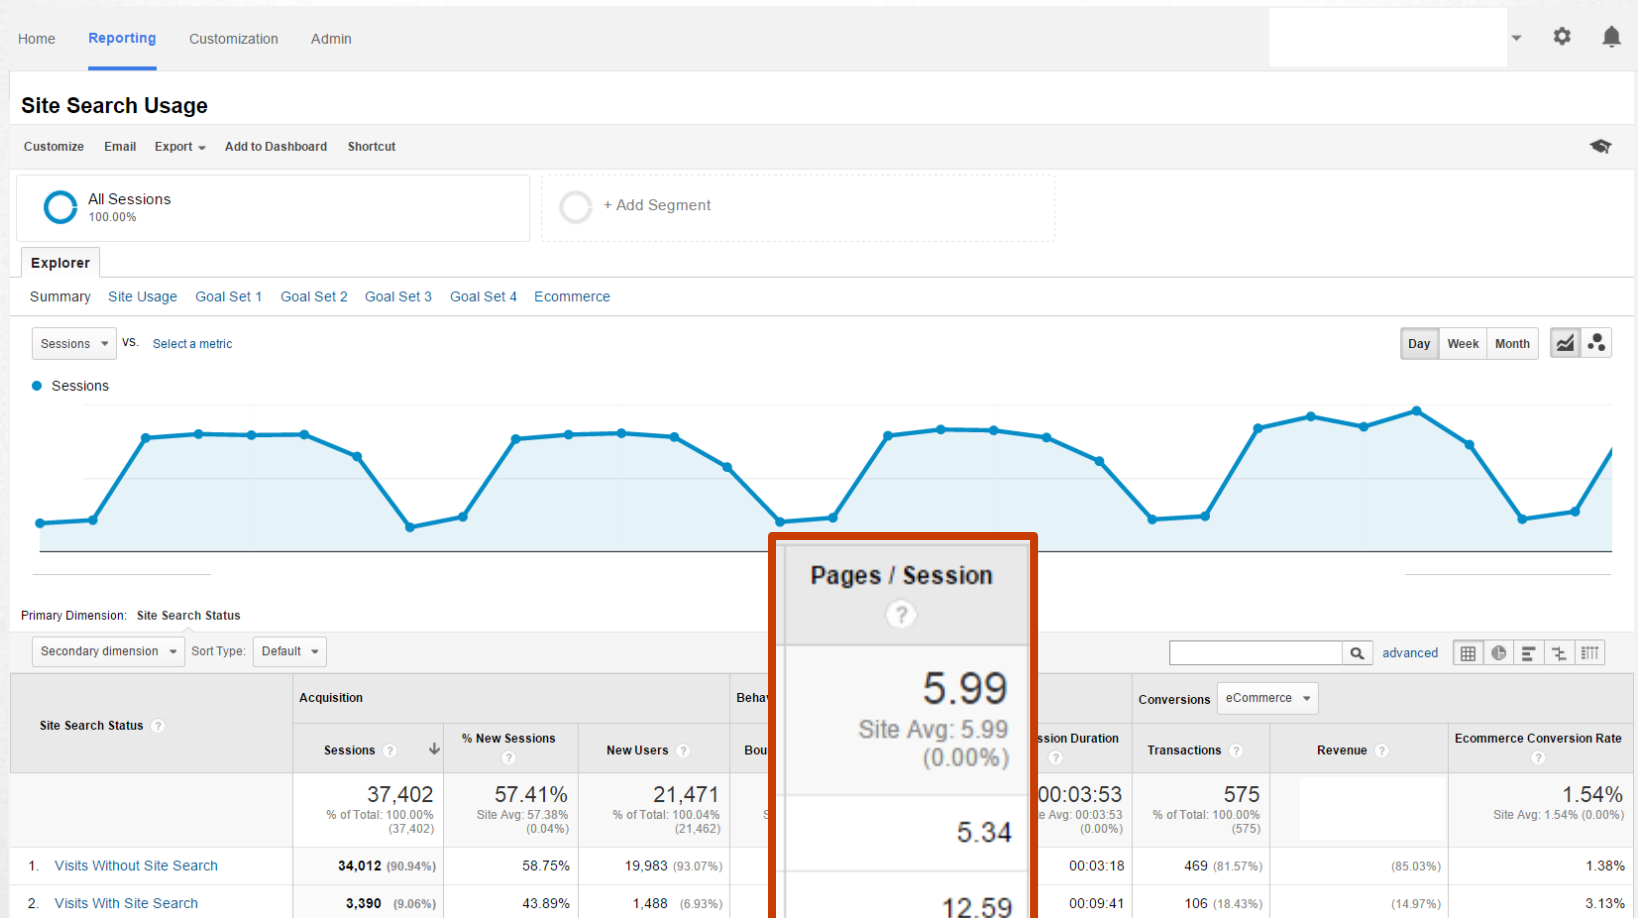 Home Reporting Customization Admin
Site Search Usage
Customize Email Export Add to Dashboard Shortcut
All Sessions
100.00%
+ Add Segment
Explorer
Summary Site Usage Goal Set 1 Goal Set 2 Goal Set 3 Goal Set 4 Ecommerce
Sessions VS. Select a metric Day Week Month
Sessions
Primary Dimension: Site Search Status
Secondary dimension Sort Type: Default advanced
Pages / Session
?
5.99
Site Avg: 5.99
(0.00%)
5.34
12.59
Site Search Status ?
Acquisition
Conversions eCommerce
Sessions ? % New Sessions ? New Users ? Duration ? Transactions ? Revenue ? Ecommerce Conversion Rate ?
37,402 57.41% 21,471 00:03:53 575 1.54%
% of Total: 100.00% Site Avg: 57.38% % of Total: 100.04% Avg: 00:03:53 % of Total: 100.00% Site Avg: 1.54% (0.00%)
(37,402) (0.04%) (21,462) (0.00%) (575)
1. Visits Without Site Search 34,012 (90.94%) 58.75% 19,983 (93.07%) 00:03:18 469 (81.57%) (85.03%) 1.38%
2. Visits With Site Search 3,390 (9.06%) 43.89% 1,488 (6.93%) 00:09:41 106 (18.43%) (14.97%) 3.13%